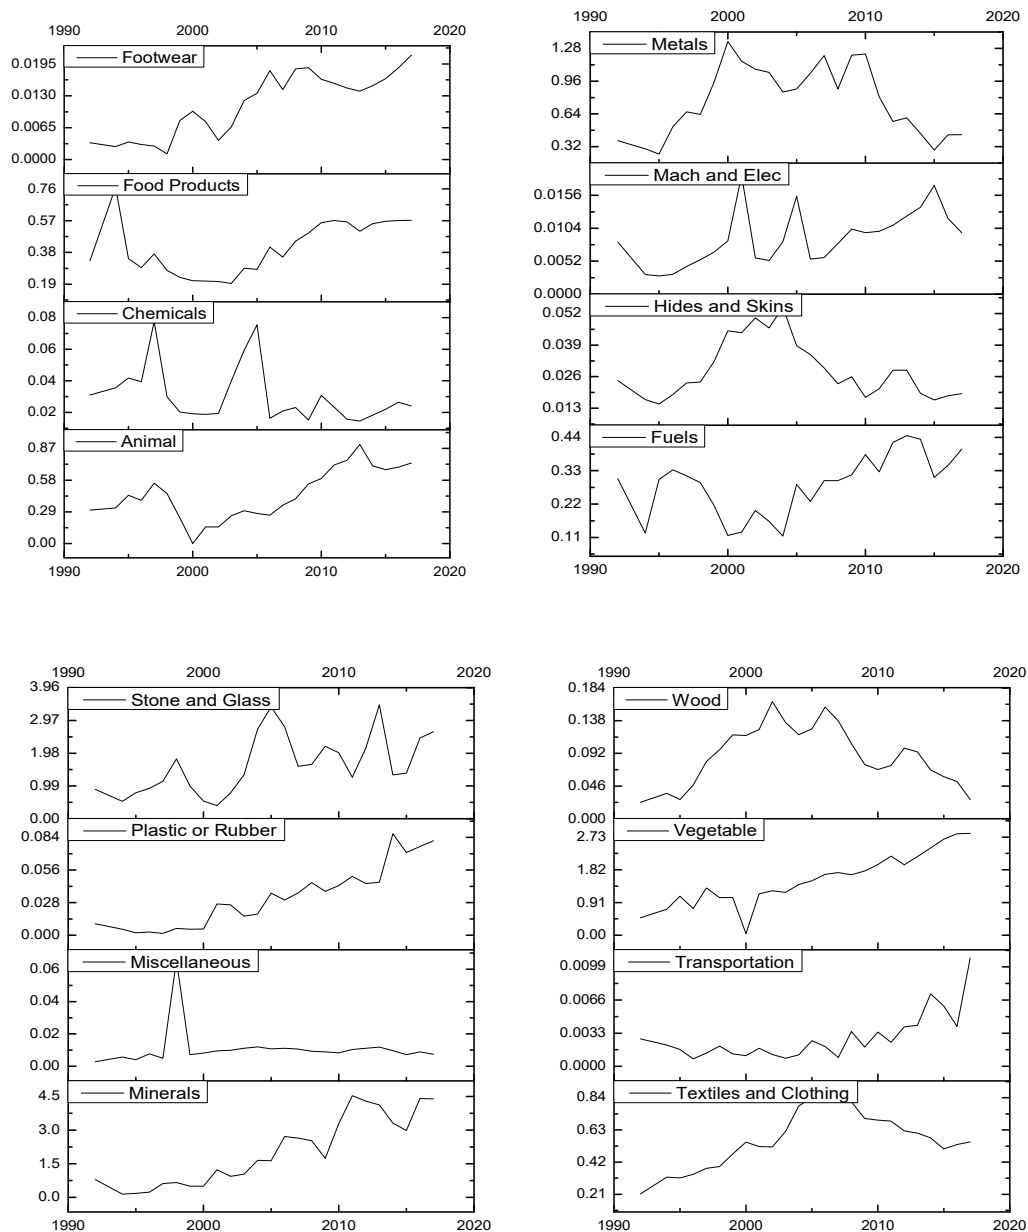 1990 2000 2010 2020
Footwear
0.0195
0.0130
0.0065
0.0000
Food Products
0.76
0.57
0.38
0.19
Chemicals
0.08
0.06
0.04
0.02
Animal
0.87
0.58
0.29
0.00
1990 2000 2010 2020
1990 2000 2010 2020
Metals
1.28
0.96
0.64
0.32
Mach and Elec
0.0156
0.0104
0.0052
0.0000
Hides and Skins
0.052
0.039
0.026
0.013
Fuels
0.44
0.33
0.22
0.11
1990 2000 2010 2020
1990 2000 2010 2020
3.96
Stone and Glass
2.97
1.98
0.99
0.00
Plastic or Rubber
0.084
0.056
0.028
0.000
Miscellaneous
0.06
0.04
0.02
0.00
Minerals
4.5
3.0
1.5
0.0
1990 2000 2010 2020
1990 2000 2010 2020
0.184
Wood
0.138
0.092
0.046
0.000
Vegetable
2.73
1.82
0.91
0.00
Transportation
0.0099
0.0066
0.0033
0.0000
Textiles and Clothing
0.84
0.63
0.42
0.21
1990 2000 2010 2020